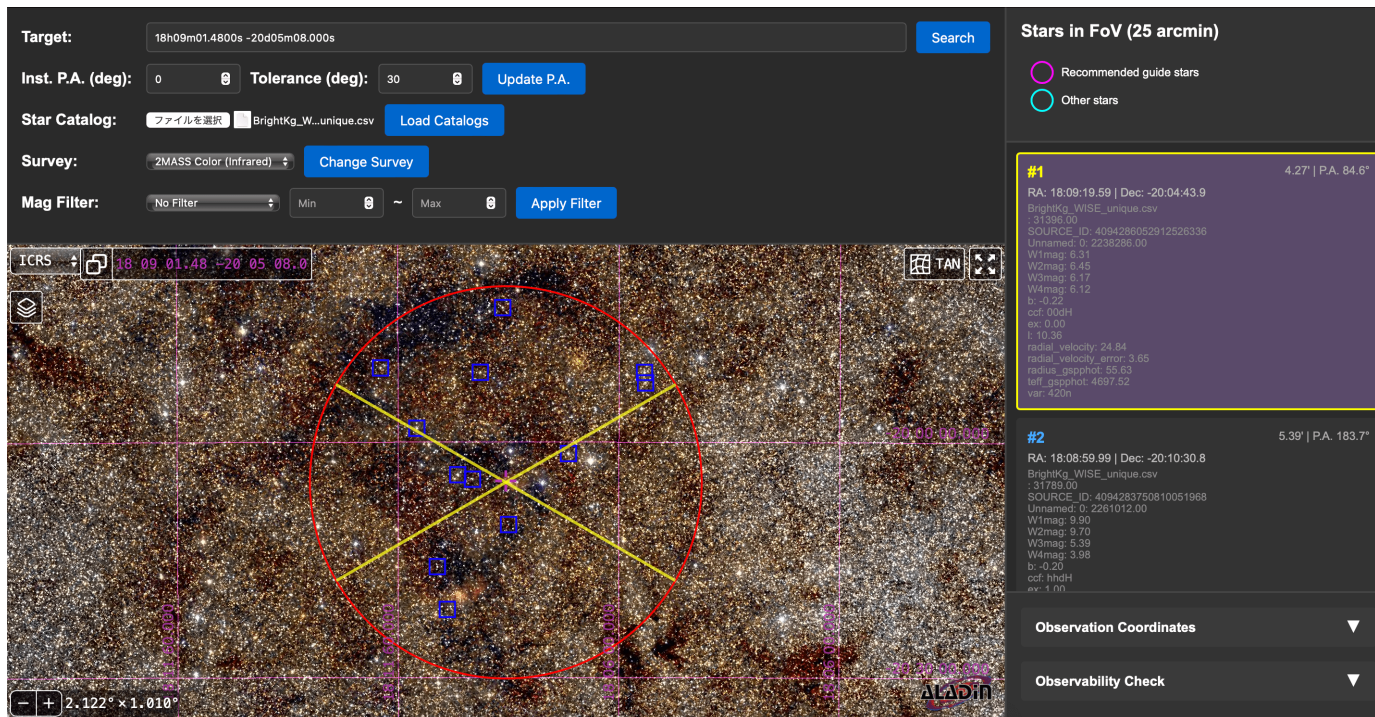 Target:
18h09m01.4800s -20d05m08.000s
Search
Inst. P.A. (deg):
0
Tolerance (deg):
30
Update P.A.
Star Catalog:
ファイルを選択
BrightKg_W...unique.csv
Load Catalogs
Survey:
2MASS Color (Infrared)
Change Survey
Mag Filter:
No Filter
Min
~
Max
Apply Filter
ICRS
18 09 01.48 -20 05 08.0
TAN
2.122° × 1.010°
ALADIN
Stars in FoV (25 arcmin)
Recommended guide stars
Other stars
#1
4.27' | P.A. 84.6°
RA: 18:09:19.59 | Dec: -20:04:43.9
BrightKg_WISE_unique.csv
: 31396.00
SOURCE_ID: 4094286052912526336
Unnamed: 0: 2238286.00
W1mag: 6.31
W2mag: 6.45
W3mag: 6.17
W4mag: 6.12
b: -0.22
ccf: 00dH
ex: 0.00
l: 10.36
radial_velocity: 24.84
radial_velocity_error: 3.65
radius_gspphot: 55.63
teff_gspphot: 4697.52
var: 420n
#2
5.39' | P.A. 183.7°
RA: 18:08:59.99 | Dec: -20:10:30.8
BrightKg_WISE_unique.csv
: 31789.00
SOURCE_ID: 4094283750810051968
Unnamed: 0: 2261012.00
W1mag: 9.90
W2mag: 9.70
W3mag: 5.39
W4mag: 3.98
b: -0.20
ccf: hhdH
ex: 1.00
Observation Coordinates
Observability Check